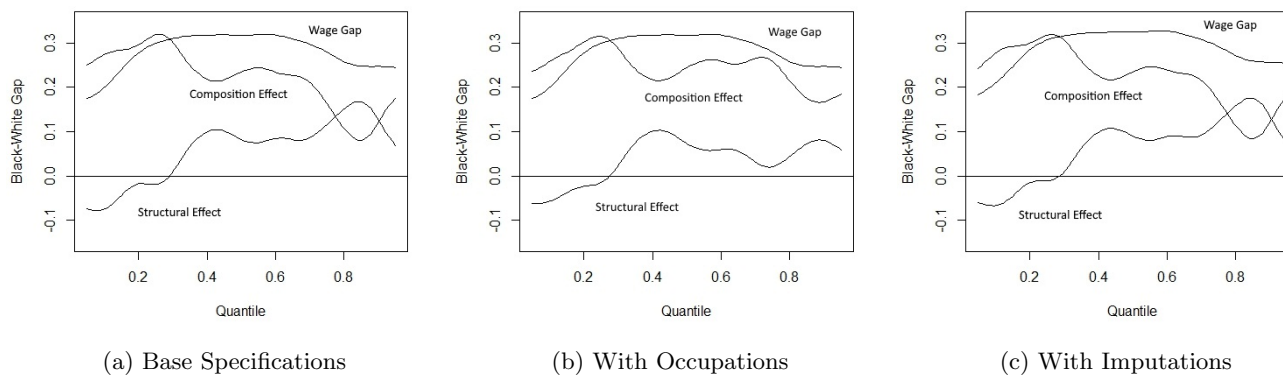 Black-White Gap
0.3
0.2
0.1
0.0
-0.1
Wage Gap
Composition Effect
Structural Effect
0.2 0.4 0.6 0.8
Quantile
(a) Base Specifications
Black-White Gap
0.3
0.2
0.1
0.0
-0.1
Wage Gap
Composition Effect
Structural Effect
0.2 0.4 0.6 0.8
Quantile
(b) With Occupations
Black-White Gap
0.3
0.2
0.1
0.0
-0.1
Wage Gap
Composition Effect
Structural Effect
0.2 0.4 0.6 0.8
Quantile
(c) With Imputations